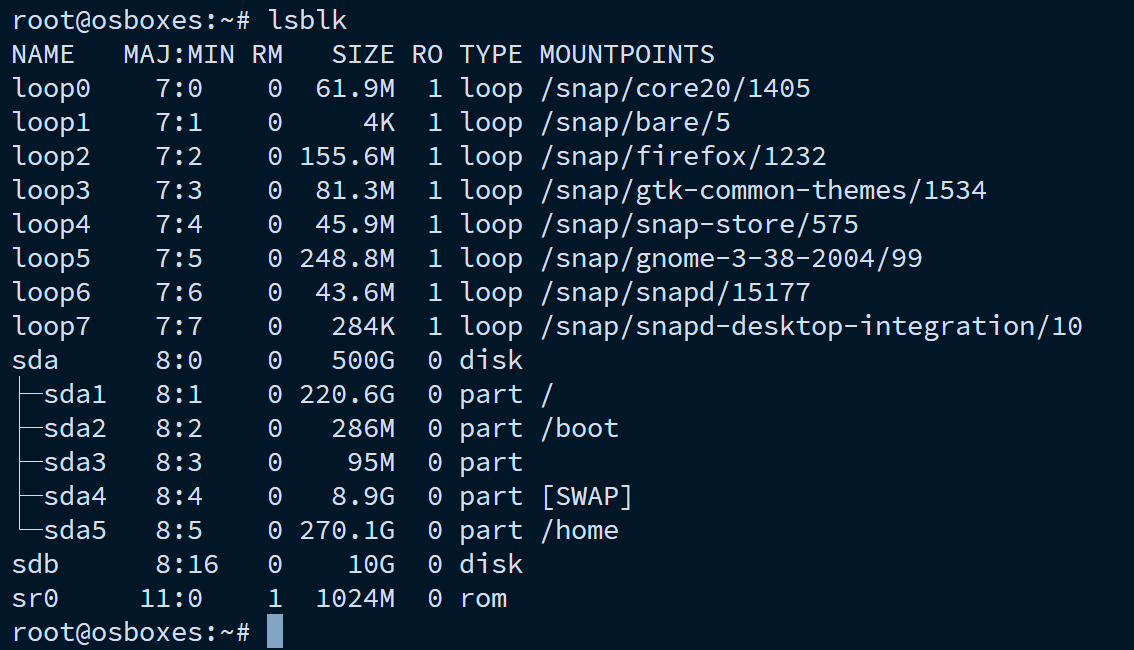 root@osboxes:~# lsblk
NAME   MAJ:MIN RM   SIZE RO TYPE MOUNTPOINTS
loop0    7:0    0  61.9M  1 loop /snap/core20/1405
loop1    7:1    0     4K  1 loop /snap/bare/5
loop2    7:2    0 155.6M  1 loop /snap/firefox/1232
loop3    7:3    0  81.3M  1 loop /snap/gtk-common-themes/1534
loop4    7:4    0  45.9M  1 loop /snap/snap-store/575
loop5    7:5    0 248.8M  1 loop /snap/gnome-3-38-2004/99
loop6    7:6    0  43.6M  1 loop /snap/snapd/15177
loop7    7:7    0   284K  1 loop /snap/snapd-desktop-integration/10
sda      8:0    0   500G  0 disk
├─sda1   8:1    0 220.6G  0 part /
├─sda2   8:2    0   286M  0 part /boot
├─sda3   8:3    0    95M  0 part
├─sda4   8:4    0   8.9G  0 part [SWAP]
└─sda5   8:5    0 270.1G  0 part /home
sdb      8:16   0    10G  0 disk
sr0     11:0    1  1024M  0 rom
root@osboxes:~#